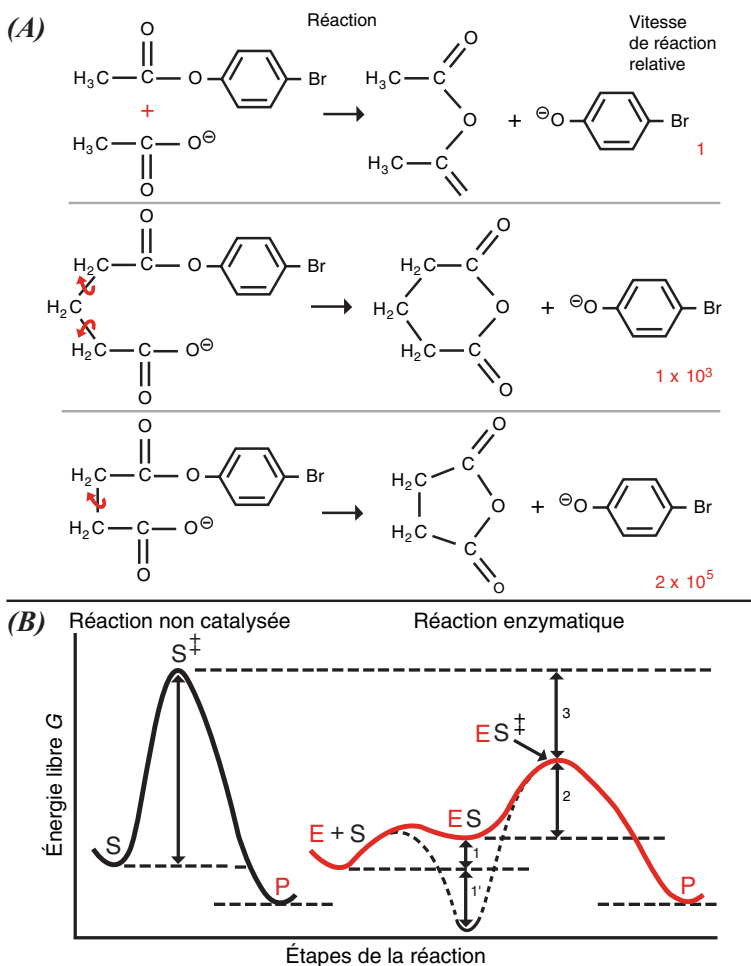 (A)
Réaction
Vitesse
de réaction
relative
O
H₃C C O Br
+
H₃C C O⊖
O
O
H₃C C
O
H₃C C
+ ⊖O Br
1
O
H₂C C O Br
H₂C
H₂C C O⊖
O
O
H₂C C
H₂C O
H₂C C
O
+ ⊖O Br
1 x 10³
O
H₂C C O Br
H₂C C O⊖
O
O
H₂C C
O
H₂C C
O
+ ⊖O Br
2 x 10⁵
(B)
Réaction non catalysée
Réaction enzymatique
Énergie libre G
S‡
S
P
E + S
ES
ES‡
3
2
1
1'
P
Étapes de la réaction